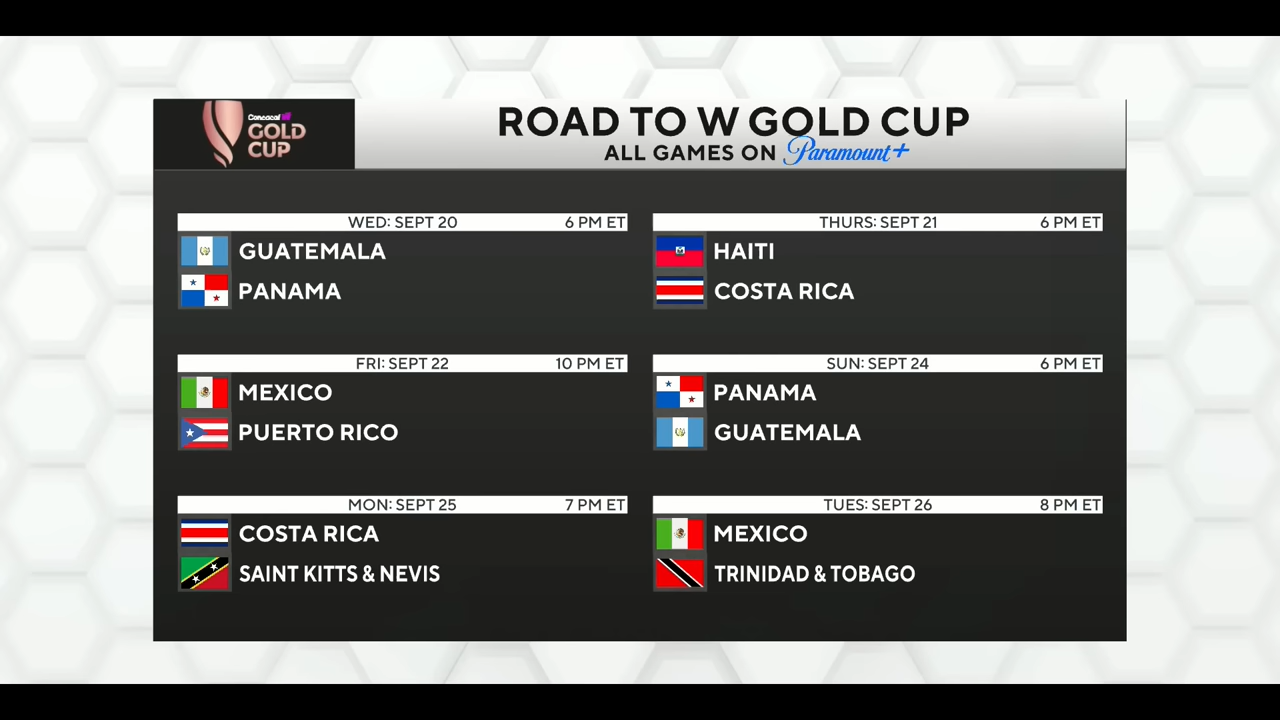 Concacaf W
GOLD
CUP
ROAD TO W GOLD CUP
ALL GAMES ON Paramount+
WED: SEPT 20 6 PM ET
GUATEMALA
PANAMA
THURS: SEPT 21 6 PM ET
HAITI
COSTA RICA
FRI: SEPT 22 10 PM ET
MEXICO
PUERTO RICO
SUN: SEPT 24 6 PM ET
PANAMA
GUATEMALA
MON: SEPT 25 7 PM ET
COSTA RICA
SAINT KITTS & NEVIS
TUES: SEPT 26 8 PM ET
MEXICO
TRINIDAD & TOBAGO